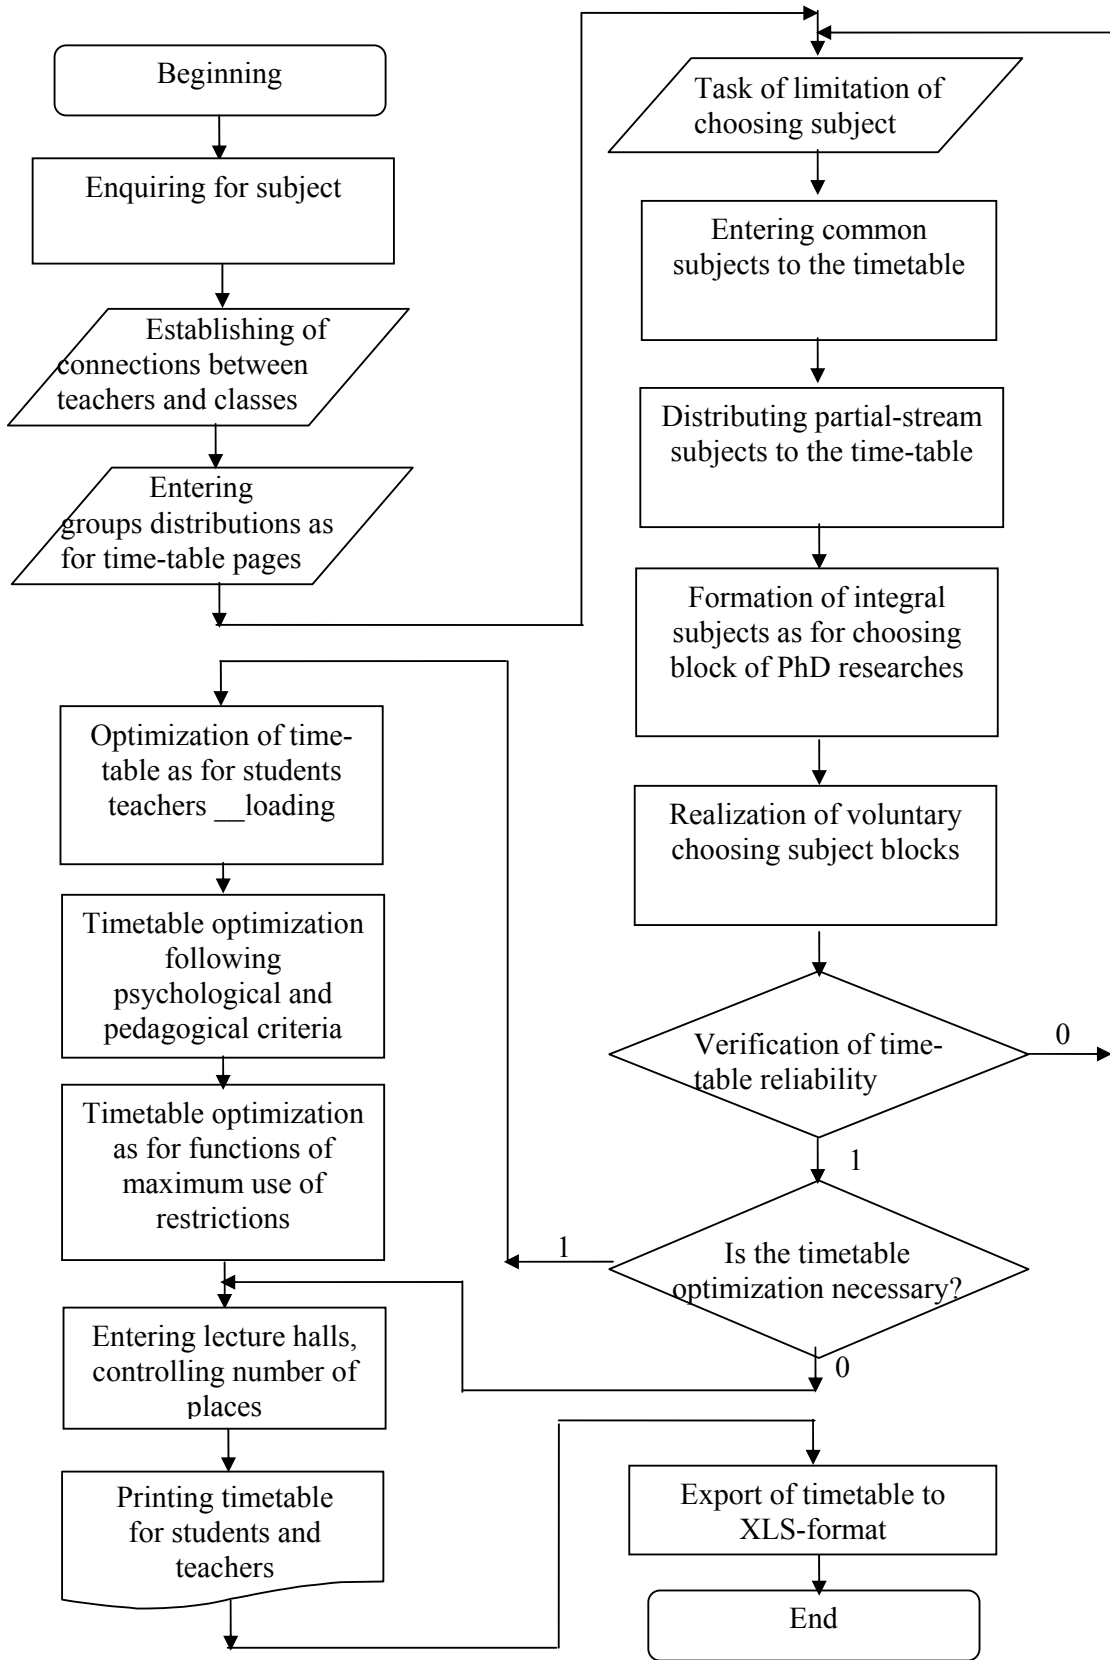 Beginning
Enquiring for subject
Establishing of
connections between
teachers and classes
Entering
groups distributions as
for time-table pages
Task of limitation of
choosing subject
Entering common
subjects to the timetable
Distributing partial-stream
subjects to the time-table
Formation of integral
subjects as for choosing
block of PhD researches
Realization of voluntary
choosing subject blocks
Verification of time-
table reliability
0
1
Is the timetable
optimization necessary?
1
0
Optimization of time-
table as for students
teachers __loading
Timetable optimization
following
psychological and
pedagogical criteria
Timetable optimization
as for functions of
maximum use of
restrictions
Entering lecture halls,
controlling number of
places
Printing timetable
for students and
teachers
Export of timetable to
XLS-format
End